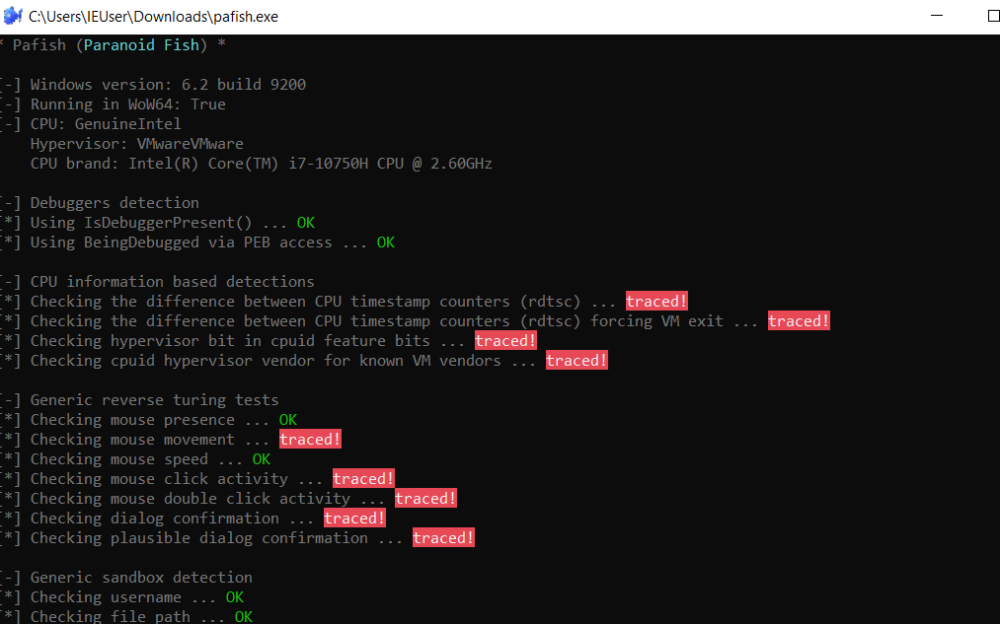 C:\Users\IEUser\Downloads\pafish.exe
* Pafish (Paranoid Fish) *
[-] Windows version: 6.2 build 9200
[-] Running in WoW64: True
[-] CPU: GenuineIntel
Hypervisor: VMwareVMware
CPU brand: Intel(R) Core(TM) i7-10750H CPU @ 2.60GHz
[-] Debuggers detection
[*] Using IsDebuggerPresent() ... OK
[*] Using BeingDebugged via PEB access ... OK
[-] CPU information based detections
[*] Checking the difference between CPU timestamp counters (rdtsc) ... traced!
[*] Checking the difference between CPU timestamp counters (rdtsc) forcing VM exit ... traced!
[*] Checking hypervisor bit in cpuid feature bits ... traced!
[*] Checking cpuid hypervisor vendor for known VM vendors ... traced!
[-] Generic reverse turing tests
[*] Checking mouse presence ... OK
[*] Checking mouse movement ... traced!
[*] Checking mouse speed ... OK
[*] Checking mouse click activity ... traced!
[*] Checking mouse double click activity ... traced!
[*] Checking dialog confirmation ... traced!
[*] Checking plausible dialog confirmation ... traced!
[-] Generic sandbox detection
[*] Checking username ... OK
[*] Checking file path ... OK